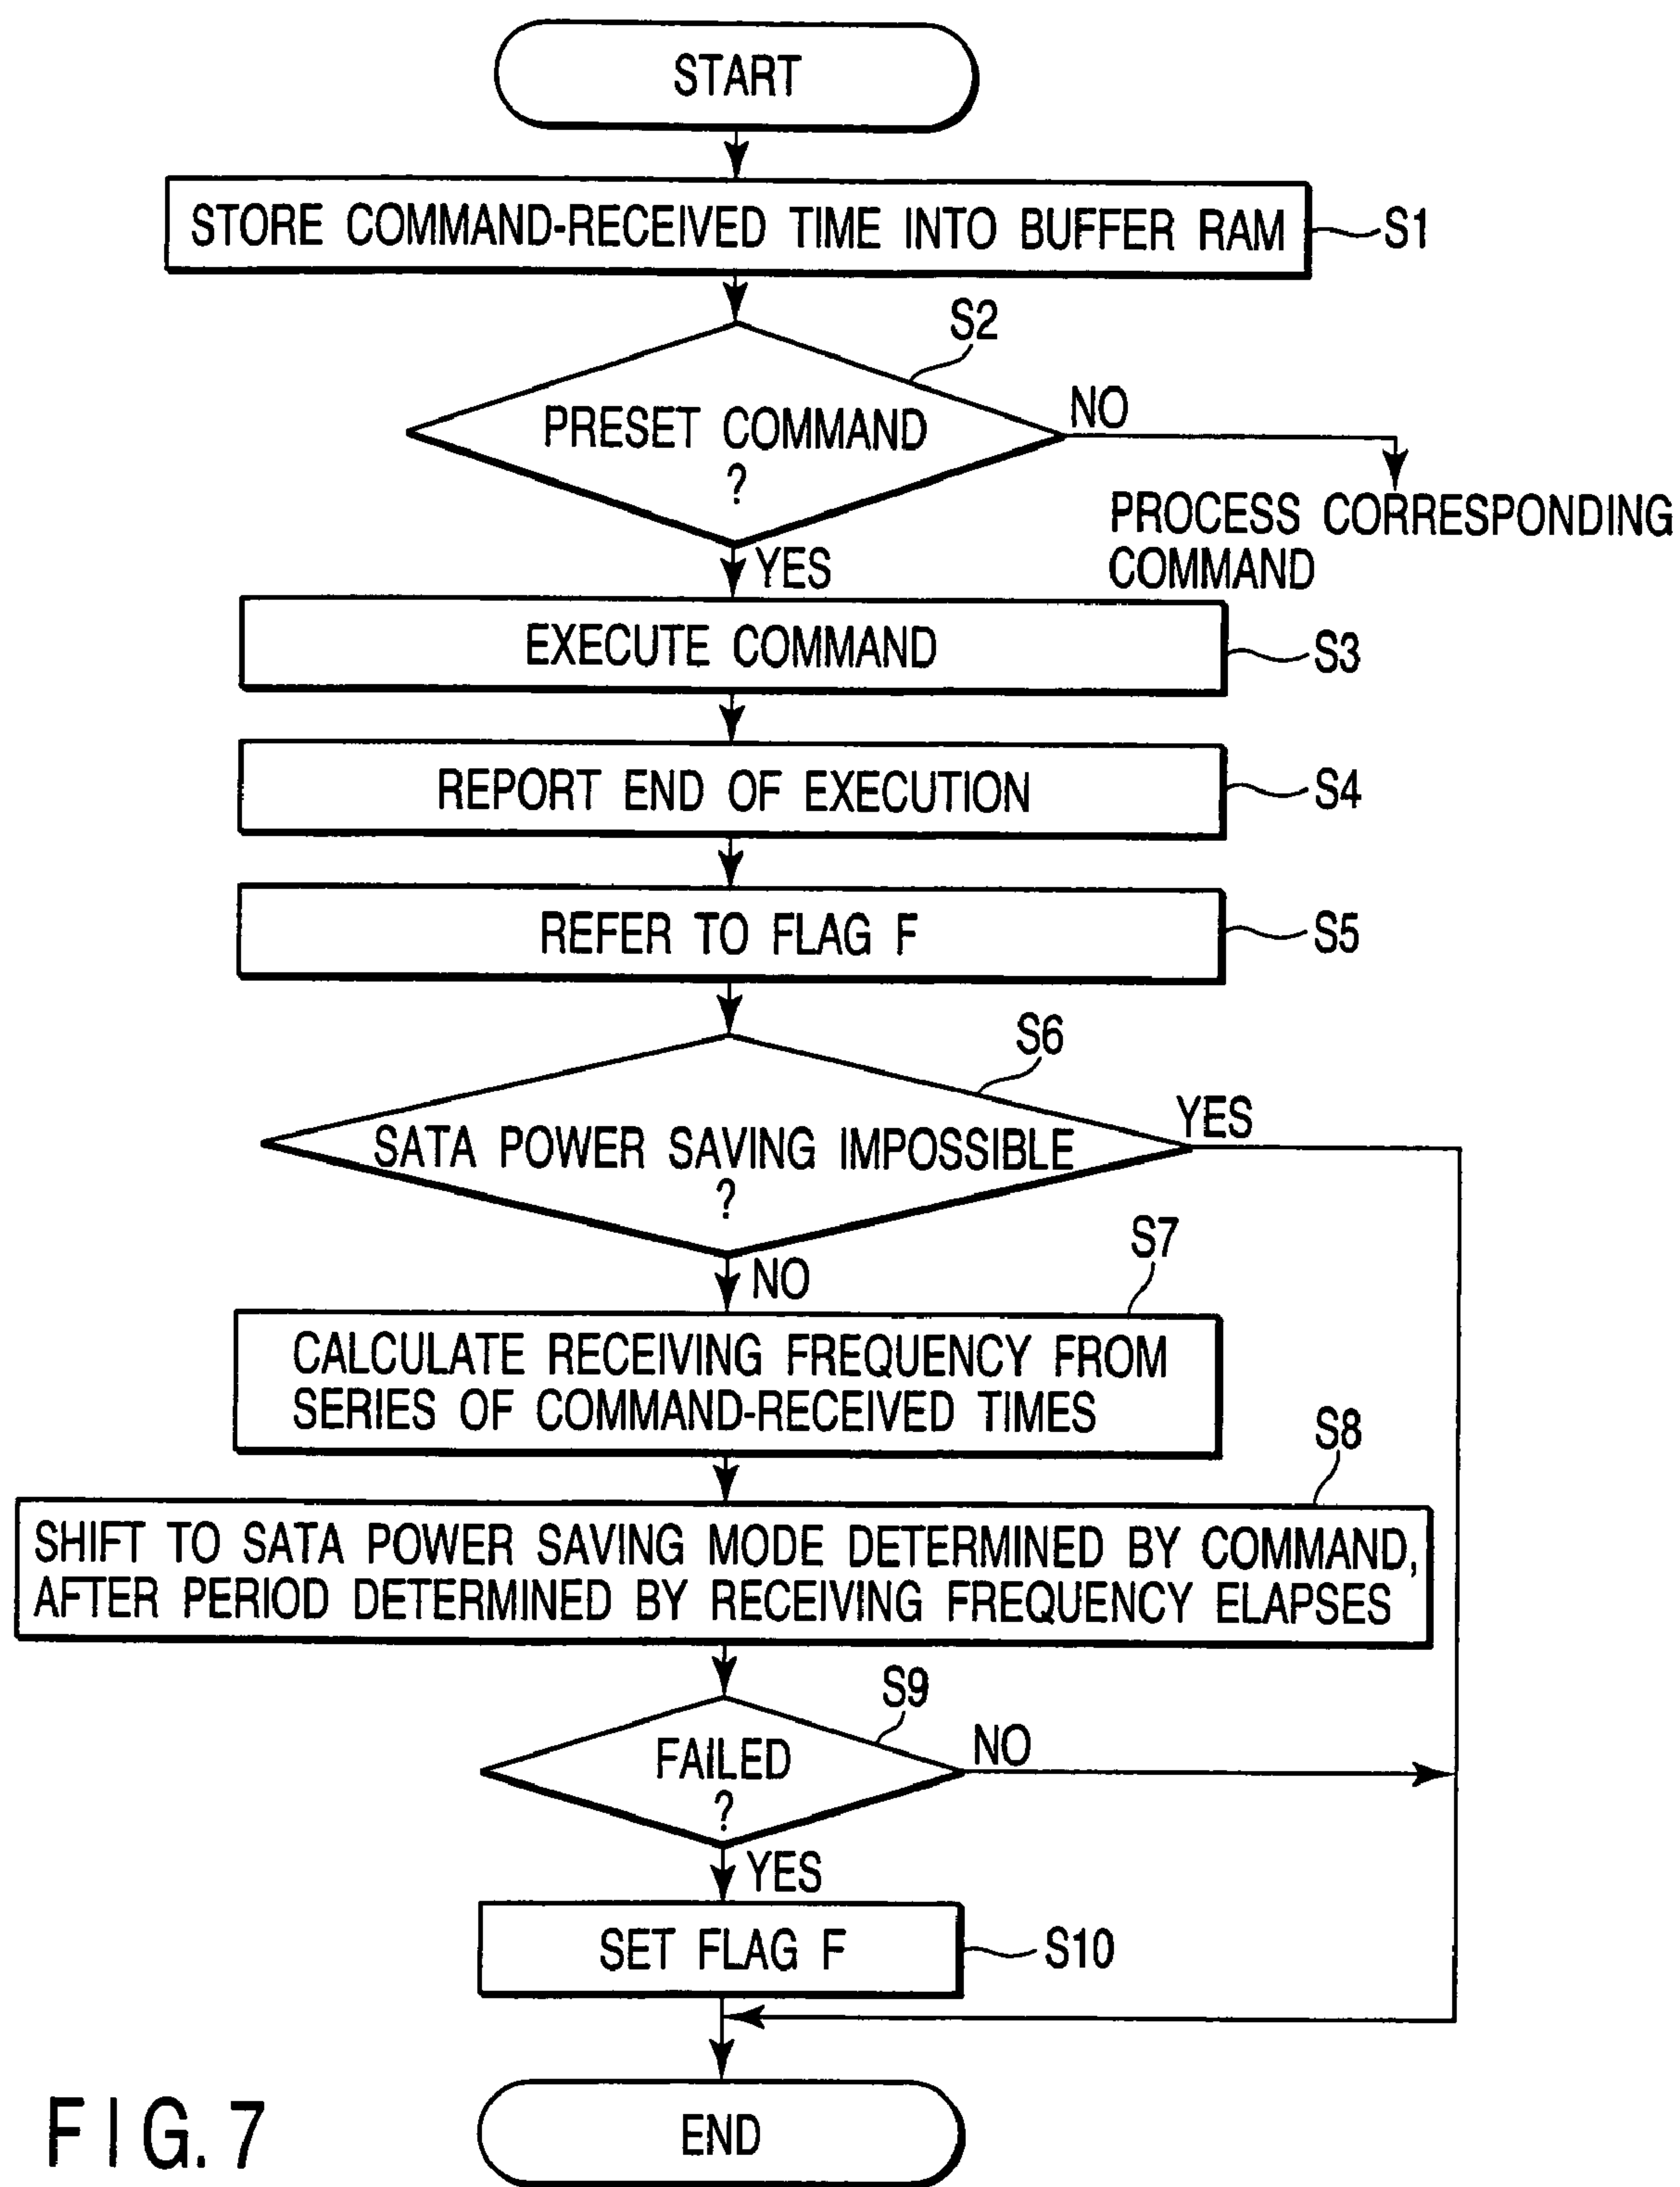 START
STORE COMMAND-RECEIVED TIME INTO BUFFER RAM
S1
S2
PRESET COMMAND
?
NO
PROCESS CORRESPONDING
COMMAND
YES
EXECUTE COMMAND
S3
REPORT END OF EXECUTION
S4
REFER TO FLAG F
S5
S6
SATA POWER SAVING IMPOSSIBLE
?
YES
NO
S7
CALCULATE RECEIVING FREQUENCY FROM
SERIES OF COMMAND-RECEIVED TIMES
S8
SHIFT TO SATA POWER SAVING MODE DETERMINED BY COMMAND,
AFTER PERIOD DETERMINED BY RECEIVING FREQUENCY ELAPSES
S9
FAILED
?
NO
YES
SET FLAG F
S10
END
FIG. 7